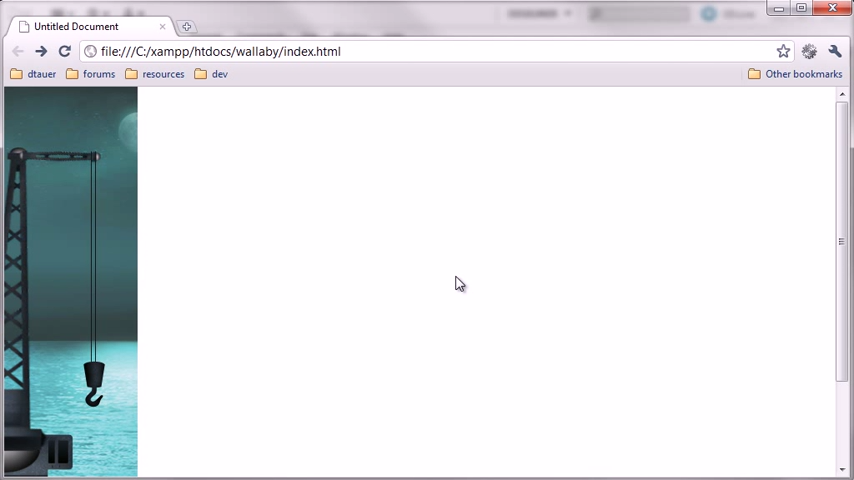 Untitled Document
file:///C:/xampp/htdocs/wallaby/index.html
dtauer forums resources dev Other bookmarks